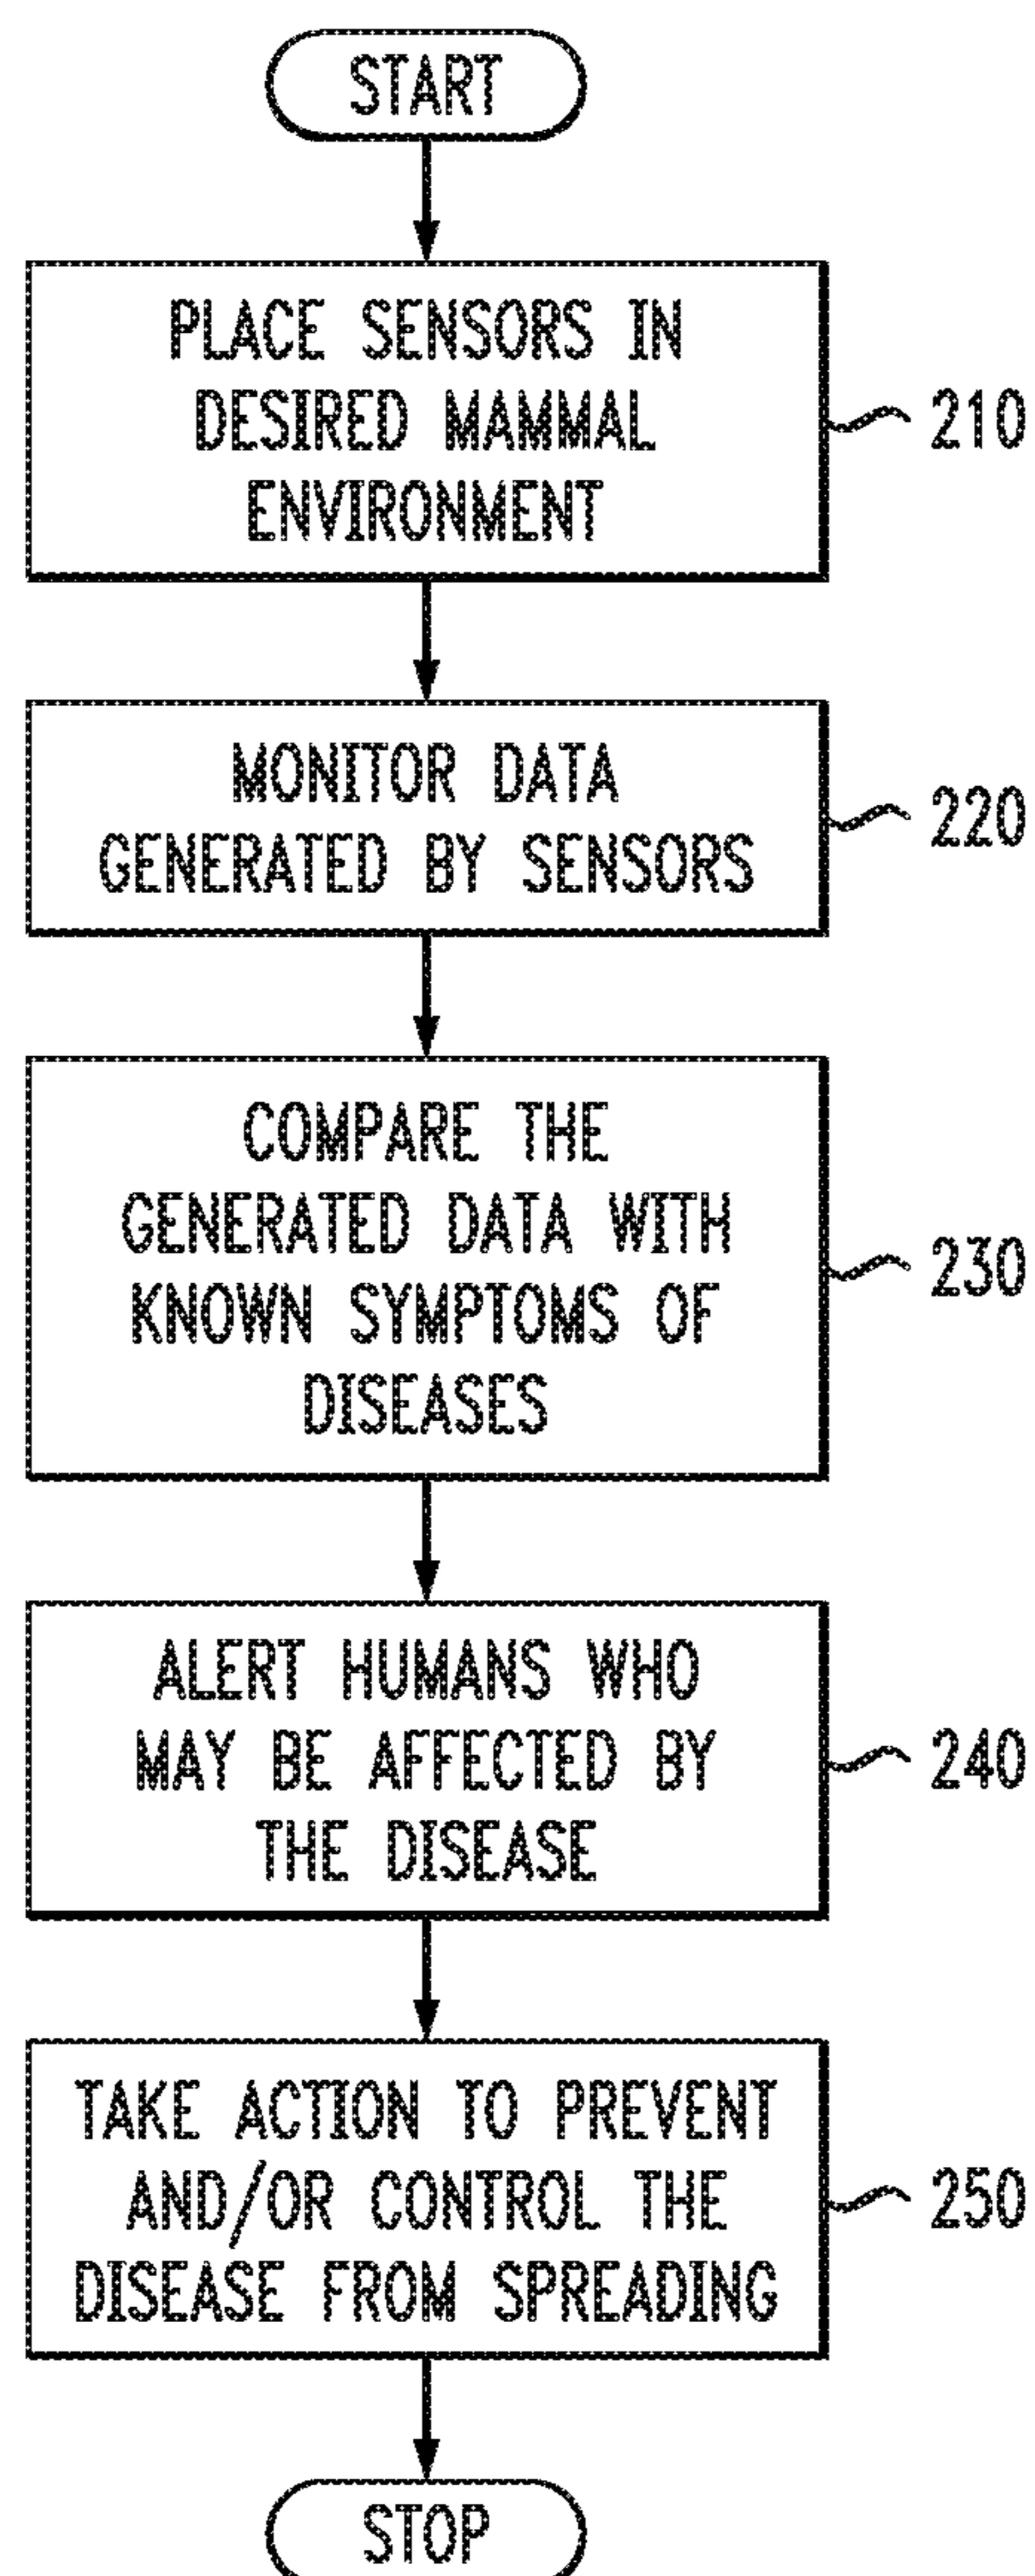 START
PLACE SENSORS IN
DESIRED MAMMAL
ENVIRONMENT
210
MONITOR DATA
GENERATED BY SENSORS
220
COMPARE THE
GENERATED DATA WITH
KNOWN SYMPTOMS OF
DISEASES
230
ALERT HUMANS WHO
MAY BE AFFECTED BY
THE DISEASE
240
TAKE ACTION TO PREVENT
AND/OR CONTROL THE
DISEASE FROM SPREADING
250
STOP